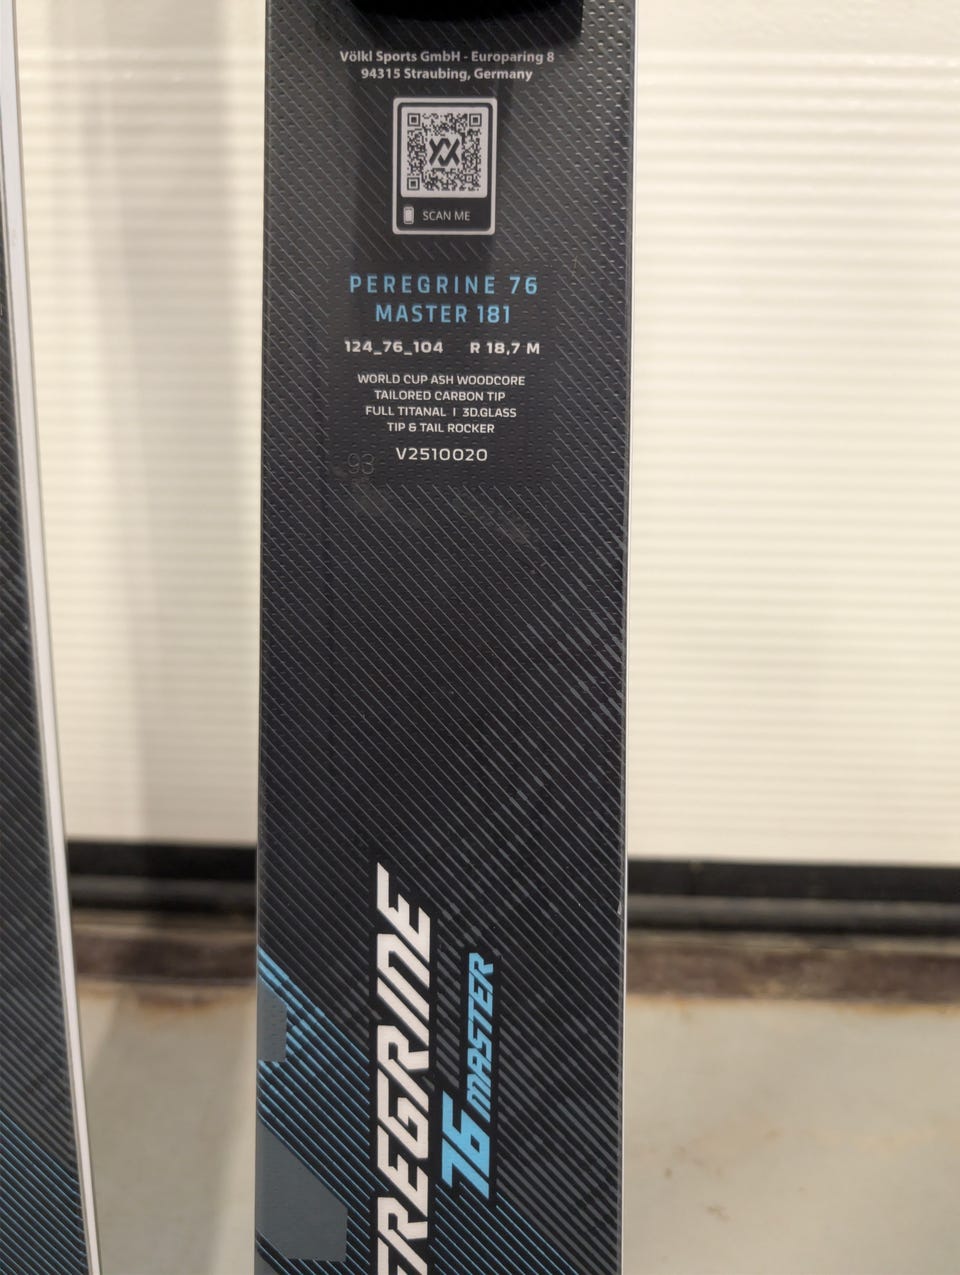 Völkl Sports GmbH - Europaring 8
94315 Straubing, Germany
SCAN ME
PEREGRINE 76
MASTER 181
124_76_104 R 18,7 M
WORLD CUP ASH WOODCORE
TAILORED CARBON TIP
FULL TITANAL I 3D.GLASS
TIP & TAIL ROCKER
V2510020
93
EREGRINE
76 MASTER